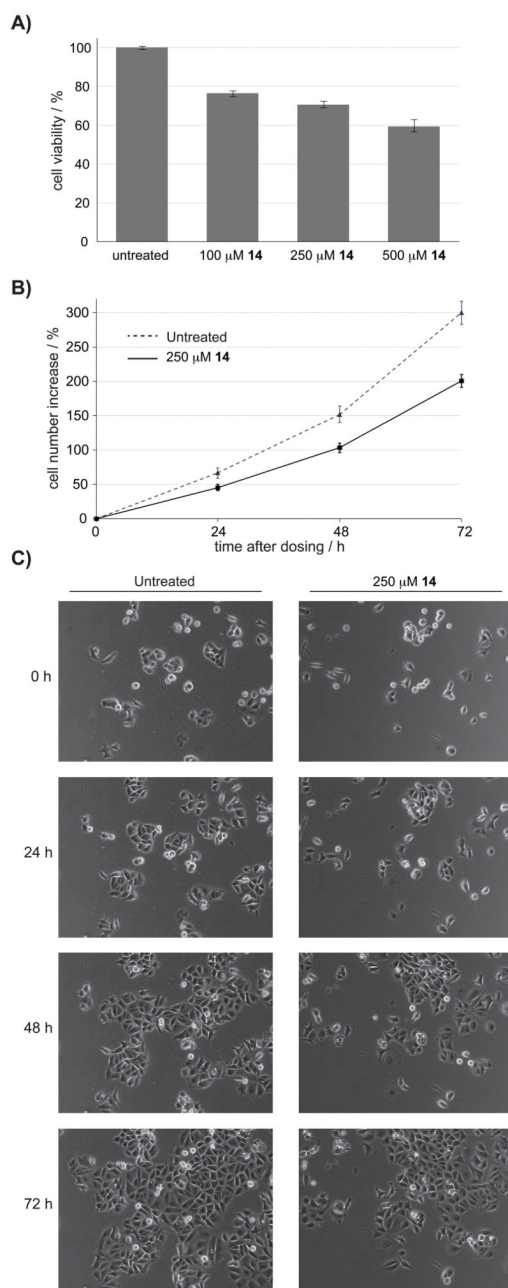 A)
cell viability / %
100
80
60
40
20
0
untreated
100 μM 14
250 μM 14
500 μM 14
B)
cell number increase / %
300
250
200
150
100
50
0
Untreated
250 μM 14
0
24
48
72
time after dosing / h
C)
Untreated
250 μM 14
0 h
24 h
48 h
72 h